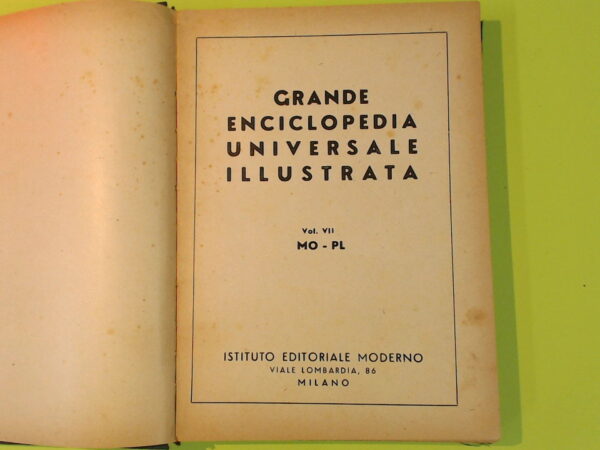 GRANDE
ENCICLOPEDIA
UNIVERSALE
ILLUSTRATA
Vol. VII
MO - PL
ISTITUTO EDITORIALE MODERNO
VIALE LOMBARDIA, 86
MILANO